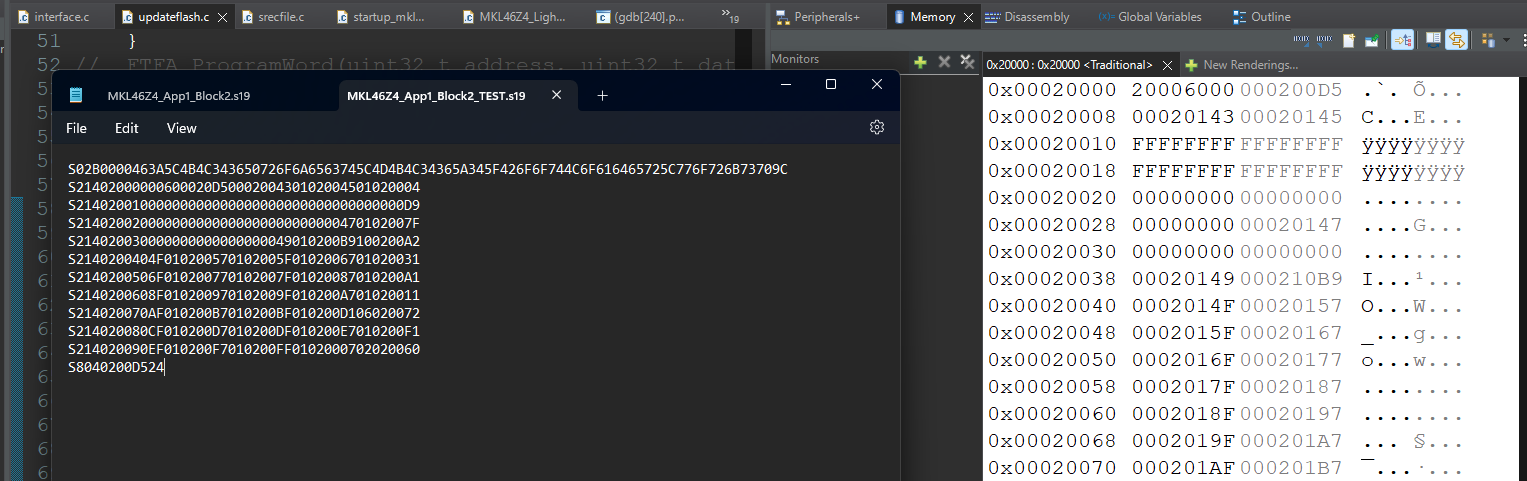 interface.c
updateflash.c
srecfile.c
startup_mkl...
MKL46Z4_Ligh...
(gdb[240].p...
»19
Peripherals+
Memory
Disassembly
Global Variables
Outline
51 }
52 // FTFA_ProgramWord(uint32_t address, uint32_t dat
Monitors
0x20000 : 0x20000 <Traditional>
New Renderings...
MKL46Z4_App1_Block2.s19
MKL46Z4_App1_Block2_TEST.s19
File Edit View
S02B0000463A5C4B4C343650726F6A6563745C4D4B4C34365A345F426F6F744C6F616465725C776F726B73709C
S21402000000600020D5000200430102004501020004
S2140200100000000000000000000000000000000000D9
S214020020000000000000000000000000470102007F
S214020030000000000000000049010200B9100200A2
S2140200404F010200570102005F0102006701020031
S2140200506F010200770102007F01020087010200A1
S2140200608F010200970102009F010200A701020011
S214020070AF010200B7010200BF010200D106020072
S214020080CF010200D7010200DF010200E7010200F1
S214020090EF010200F7010200FF0102000702020060
S8040200D524
0x00020000 20006000 000200D5 .`. Õ...
0x00020008 00020143 00020145 C...E...
0x00020010 FFFFFFFF FFFFFFFF ÿÿÿÿÿÿÿÿ
0x00020018 FFFFFFFF FFFFFFFF ÿÿÿÿÿÿÿÿ
0x00020020 00000000 00000000 ........
0x00020028 00000000 00020147 ....G...
0x00020030 00000000 00000000 ........
0x00020038 00020149 000210B9 I...¹...
0x00020040 0002014F 00020157 O...W...
0x00020048 0002015F 00020167 _...g...
0x00020050 0002016F 00020177 o...w...
0x00020058 0002017F 00020187 ........
0x00020060 0002018F 00020197 ........
0x00020068 0002019F 000201A7 ... §...
0x00020070 000201AF 000201B7 ¯...·...